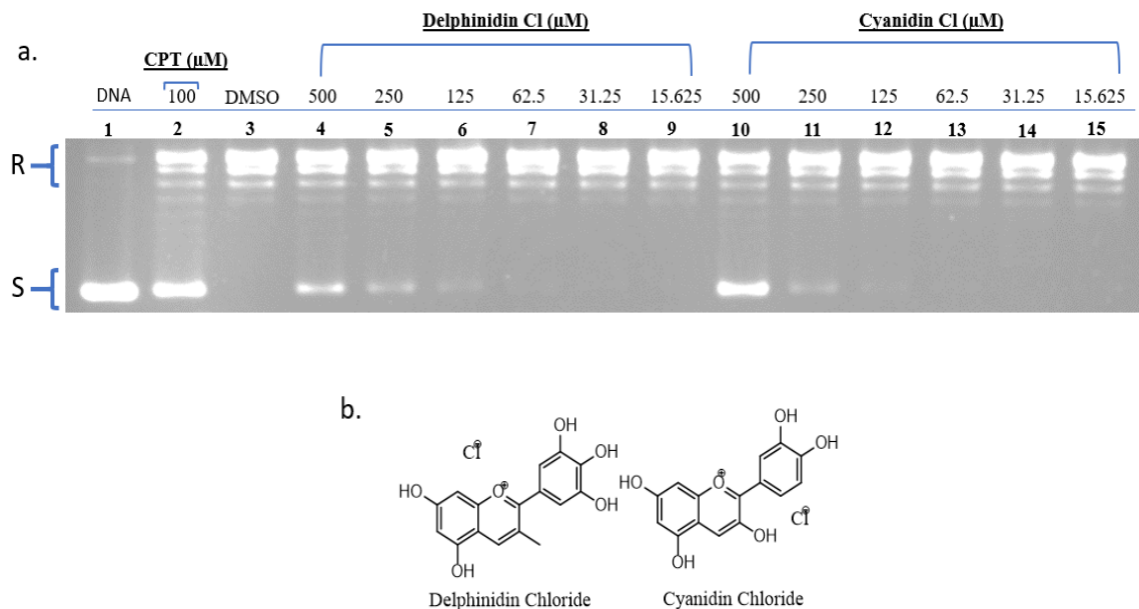 a.
Delphinidin Cl (µM)
Cyanidin Cl (µM)
CPT (µM)
DNA 100 DMSO 500 250 125 62.5 31.25 15.625 500 250 125 62.5 31.25 15.625
1 2 3 4 5 6 7 8 9 10 11 12 13 14 15
R
S
b.
Cl⊕
OH
OH
OH
HO
O⊕
OH
Delphinidin Chloride
OH
OH
HO
O⊕
Cl⊕
OH
OH
Cyanidin Chloride